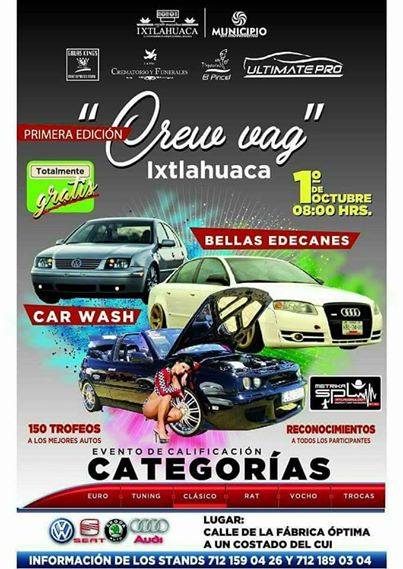 IXTLAHUACA
MUNICIPIO
CREMATORIO Y FUNERALES
El Pincel
ULTIMATE PRO
PRIMERA EDICIÓN
"Crew vag"
Ixtlahuaca
Totalmente
gratis
1º DE
OCTUBRE
08:00 HRS.
BELLAS EDECANES
CAR WASH
METRIKA
SPL
150 TROFEOS
A LOS MEJORES AUTOS
RECONOCIMIENTOS
A TODOS LOS PARTICIPANTES
EVENTO DE CALIFICACIÓN
CATEGORÍAS
EURO TUNING CLÁSICO RAT VOCHO TROCAS
SEAT
Audi
LUGAR:
CALLE DE LA FÁBRICA ÓPTIMA
A UN COSTADO DEL CUI
INFORMACIÓN DE LOS STANDS 712 159 04 26 Y 712 189 03 04